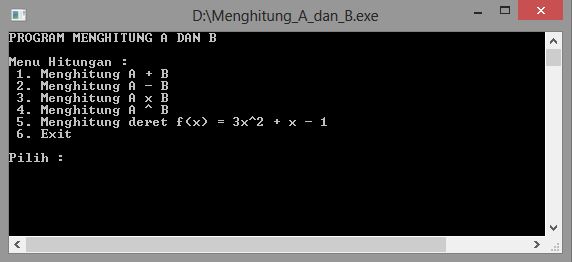 D:\Menghitung_A_dan_B.exe
PROGRAM MENGHITUNG A DAN B
Menu Hitungan :
1. Menghitung A + B
2. Menghitung A - B
3. Menghitung A x B
4. Menghitung A ^ B
5. Menghitung deret f(x) = 3x^2 + x - 1
6. Exit
Pilih :